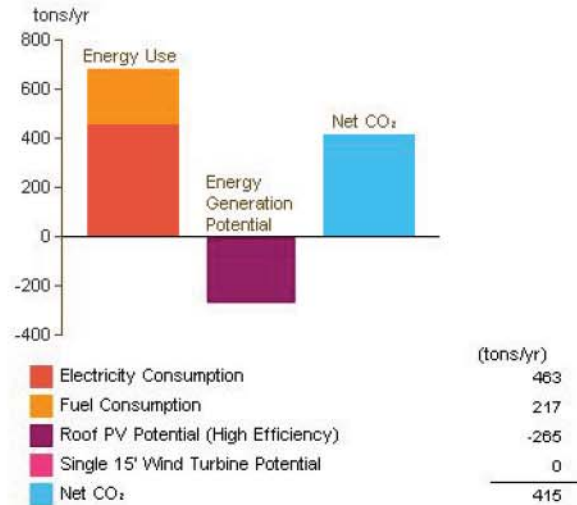 tons/yr
800
Energy Use
600
400
Net CO₂
200
Energy
Generation
Potential
0
-200
-400
(tons/yr)
Electricity Consumption 463
Fuel Consumption 217
Roof PV Potential (High Efficiency) -265
Single 15' Wind Turbine Potential 0
Net CO₂ 415